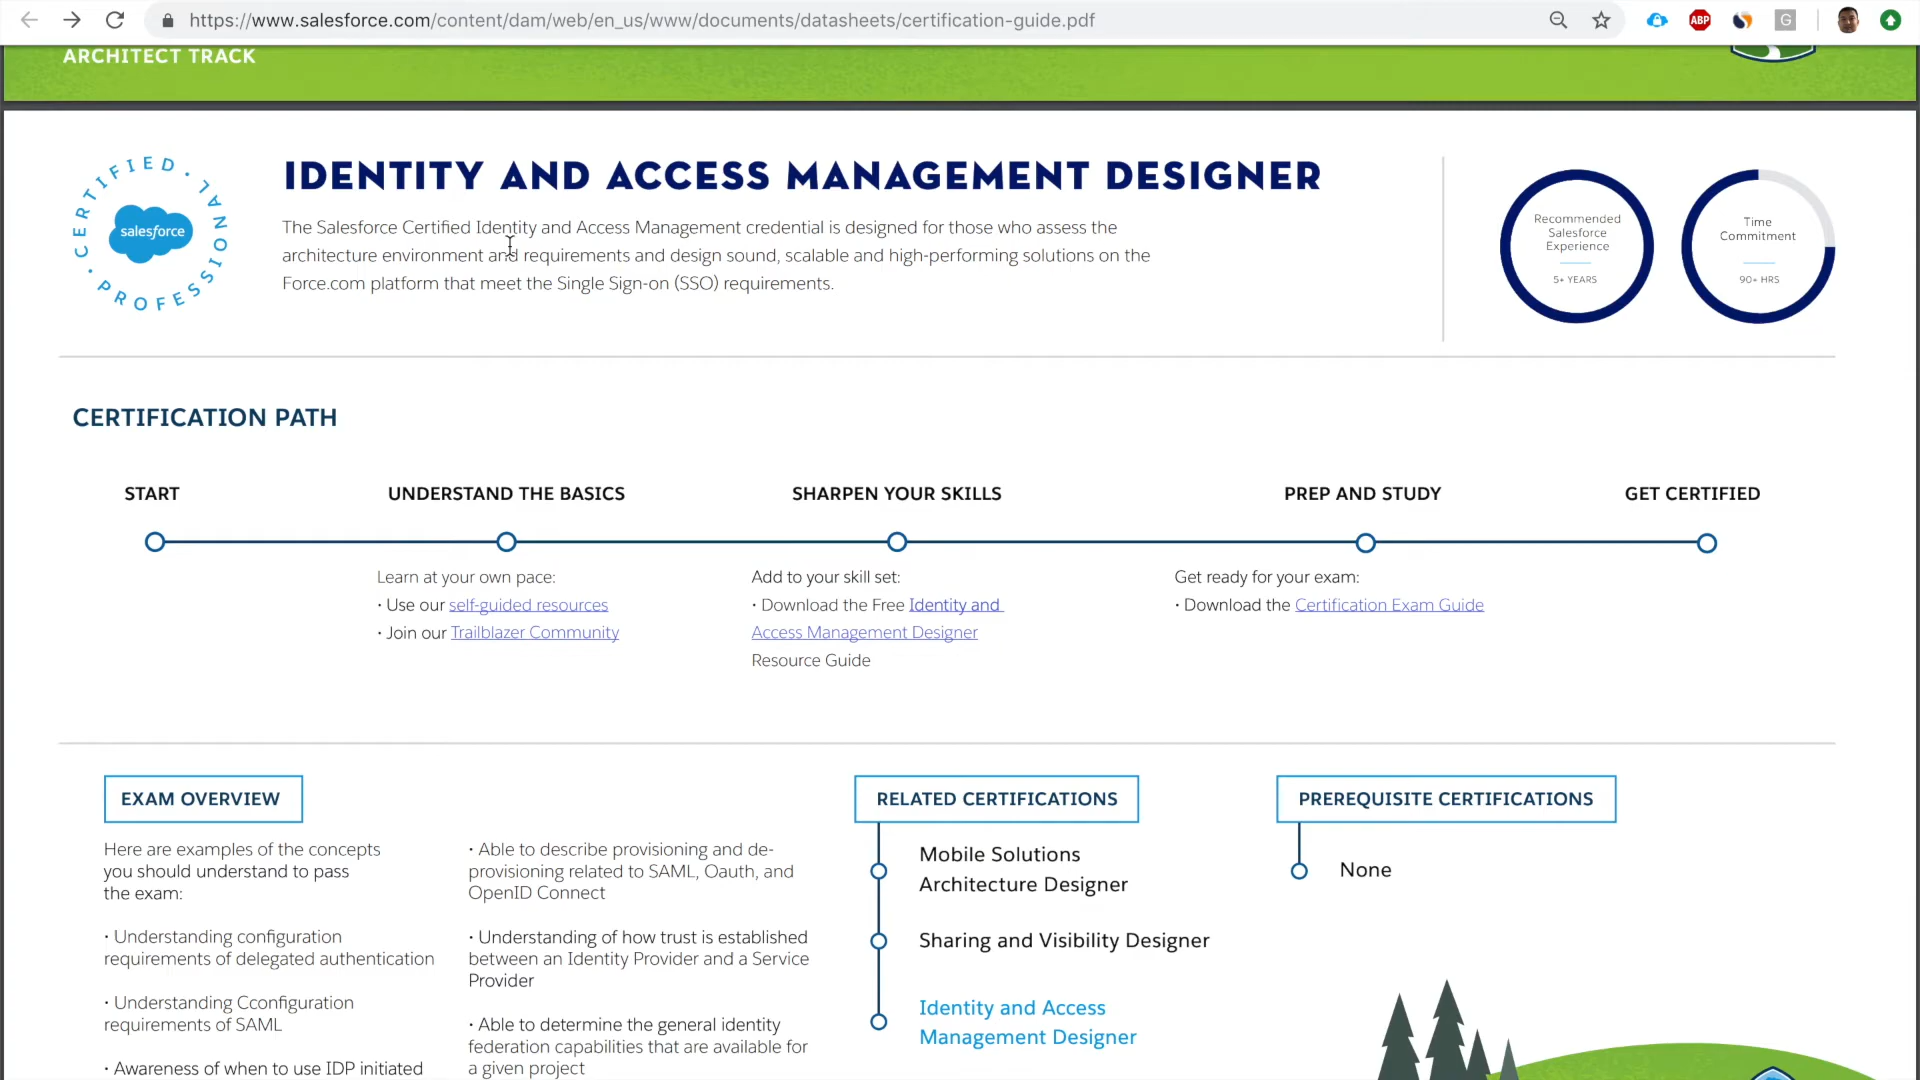 https://www.salesforce.com/content/dam/web/en_us/www/documents/datasheets/certification-guide.pdf
ABP
G
ARCHITECT TRACK
CERTIFIED · PROFESSIONAL ·
salesforce
IDENTITY AND ACCESS MANAGEMENT DESIGNER
The Salesforce Certified Identity and Access Management credential is designed for those who assess the
architecture environment and requirements and design sound, scalable and high-performing solutions on the
Force.com platform that meet the Single Sign-on (SSO) requirements.
Recommended
Salesforce
Experience
5+ YEARS
Time
Commitment
90+ HRS
CERTIFICATION PATH
START
UNDERSTAND THE BASICS
SHARPEN YOUR SKILLS
PREP AND STUDY
GET CERTIFIED
Learn at your own pace:
· Use our self-guided resources
· Join our Trailblazer Community
Add to your skill set:
· Download the Free Identity and
Access Management Designer
Resource Guide
Get ready for your exam:
· Download the Certification Exam Guide
EXAM OVERVIEW
Here are examples of the concepts
you should understand to pass
the exam:
· Understanding configuration
requirements of delegated authentication
· Understanding Cconfiguration
requirements of SAML
· Awareness of when to use IDP initiated
· Able to describe provisioning and de-
provisioning related to SAML, Oauth, and
OpenID Connect
· Understanding of how trust is established
between an Identity Provider and a Service
Provider
· Able to determine the general identity
federation capabilities that are available for
a given project
RELATED CERTIFICATIONS
Mobile Solutions
Architecture Designer
Sharing and Visibility Designer
Identity and Access
Management Designer
PREREQUISITE CERTIFICATIONS
None